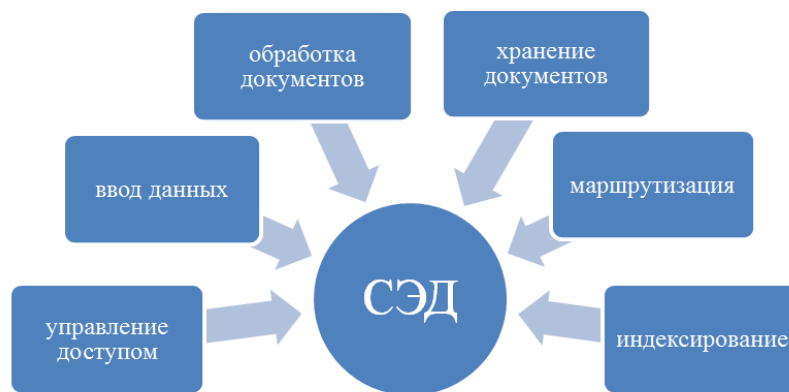 обработка
документов
хранение
документов
ввод данных
маршрутизация
СЭД
управление
доступом
индексирование